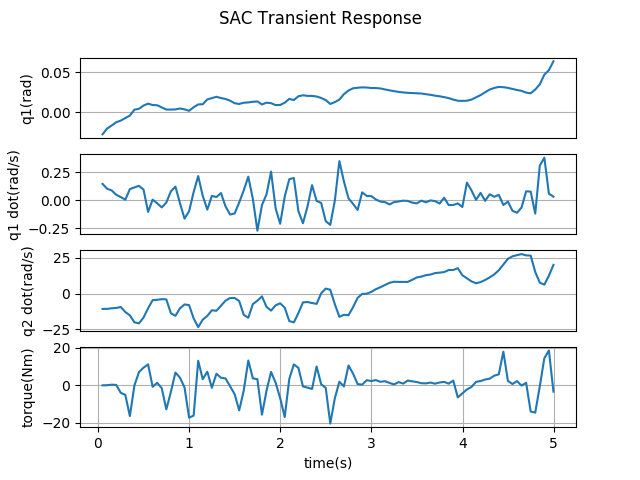 SAC Transient Response
q1(rad)
0.05
0.00
q1 dot(rad/s)
0.25
0.00
−0.25
q2 dot(rad/s)
25
0
−25
torque(Nm)
20
0
−20
0 1 2 3 4 5
time(s)